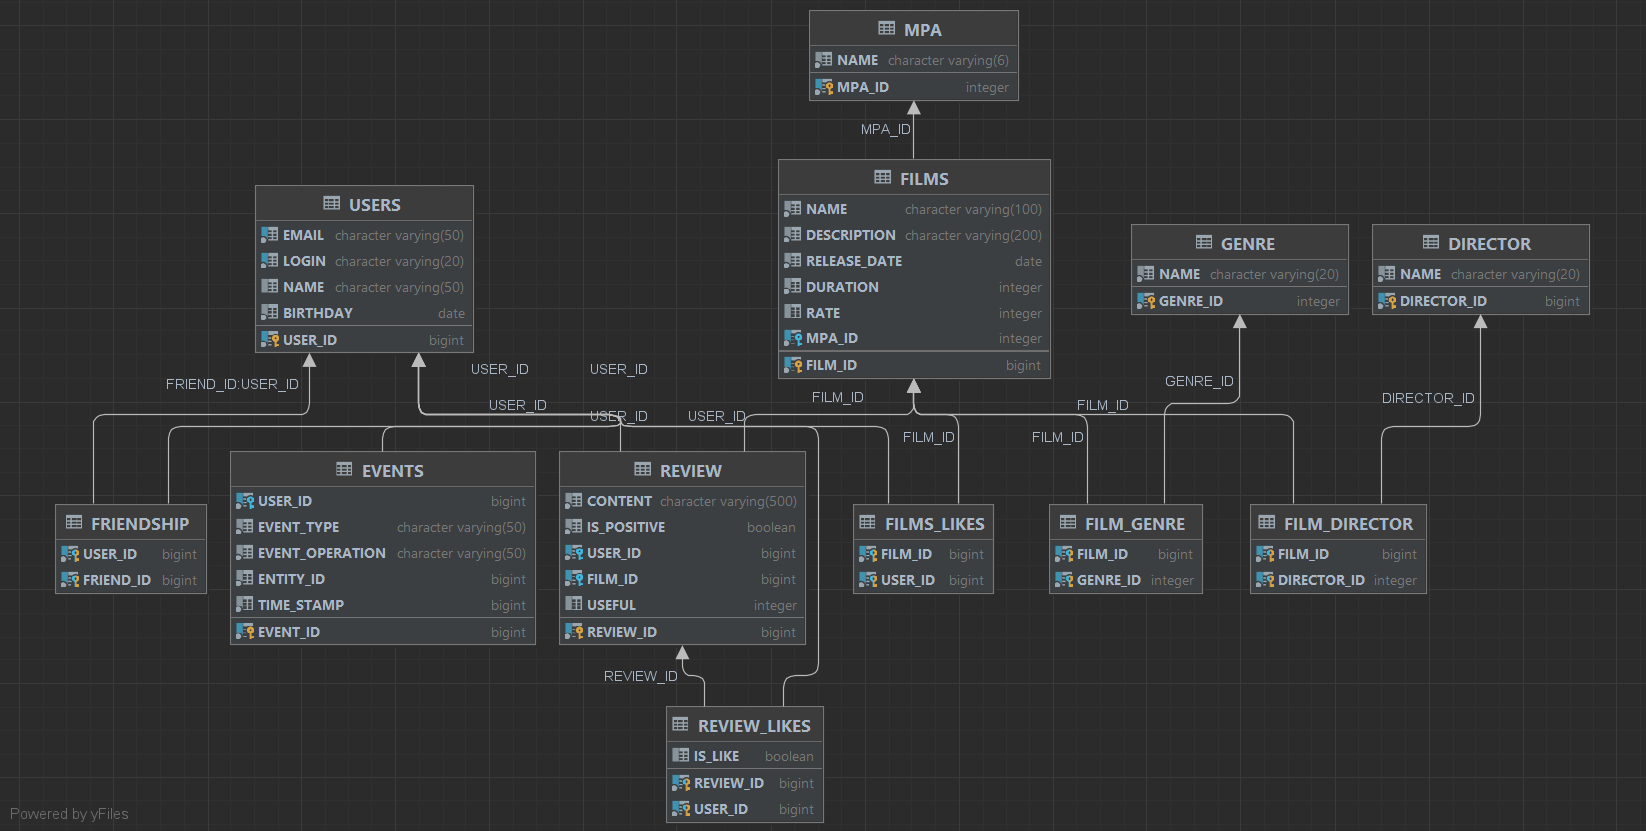 MPA
NAME character varying(6)
MPA_ID integer
MPA_ID
FILMS
NAME character varying(100)
DESCRIPTION character varying(200)
RELEASE_DATE date
DURATION integer
RATE integer
MPA_ID integer
FILM_ID bigint
USERS
EMAIL character varying(50)
LOGIN character varying(20)
NAME character varying(50)
BIRTHDAY date
USER_ID bigint
GENRE
NAME character varying(20)
GENRE_ID integer
DIRECTOR
NAME character varying(20)
DIRECTOR_ID bigint
FRIEND_ID:USER_ID
USER_ID
USER_ID
USER_ID
USER_ID
USER_ID
FILM_ID
FILM_ID
FILM_ID
FILM_ID
GENRE_ID
DIRECTOR_ID
FRIENDSHIP
USER_ID bigint
FRIEND_ID bigint
EVENTS
USER_ID bigint
EVENT_TYPE character varying(50)
EVENT_OPERATION character varying(50)
ENTITY_ID bigint
TIME_STAMP bigint
EVENT_ID bigint
REVIEW
CONTENT character varying(500)
IS_POSITIVE boolean
USER_ID bigint
FILM_ID bigint
USEFUL integer
REVIEW_ID bigint
FILMS_LIKES
FILM_ID bigint
USER_ID bigint
FILM_GENRE
FILM_ID bigint
GENRE_ID integer
FILM_DIRECTOR
FILM_ID bigint
DIRECTOR_ID integer
REVIEW_ID
REVIEW_LIKES
IS_LIKE boolean
REVIEW_ID bigint
USER_ID bigint
Powered by yFiles